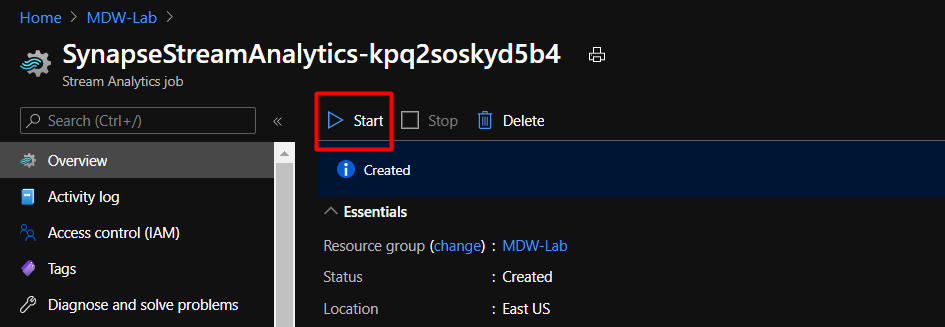 Home > MDW-Lab >
SynapseStreamAnalytics-kpq2soskyd5b4
Stream Analytics job
Search (Ctrl+/) «
Start Stop Delete
Overview
Created
Activity log
Essentials
Access control (IAM)
Resource group (change) : MDW-Lab
Tags
Status : Created
Diagnose and solve problems
Location : East US